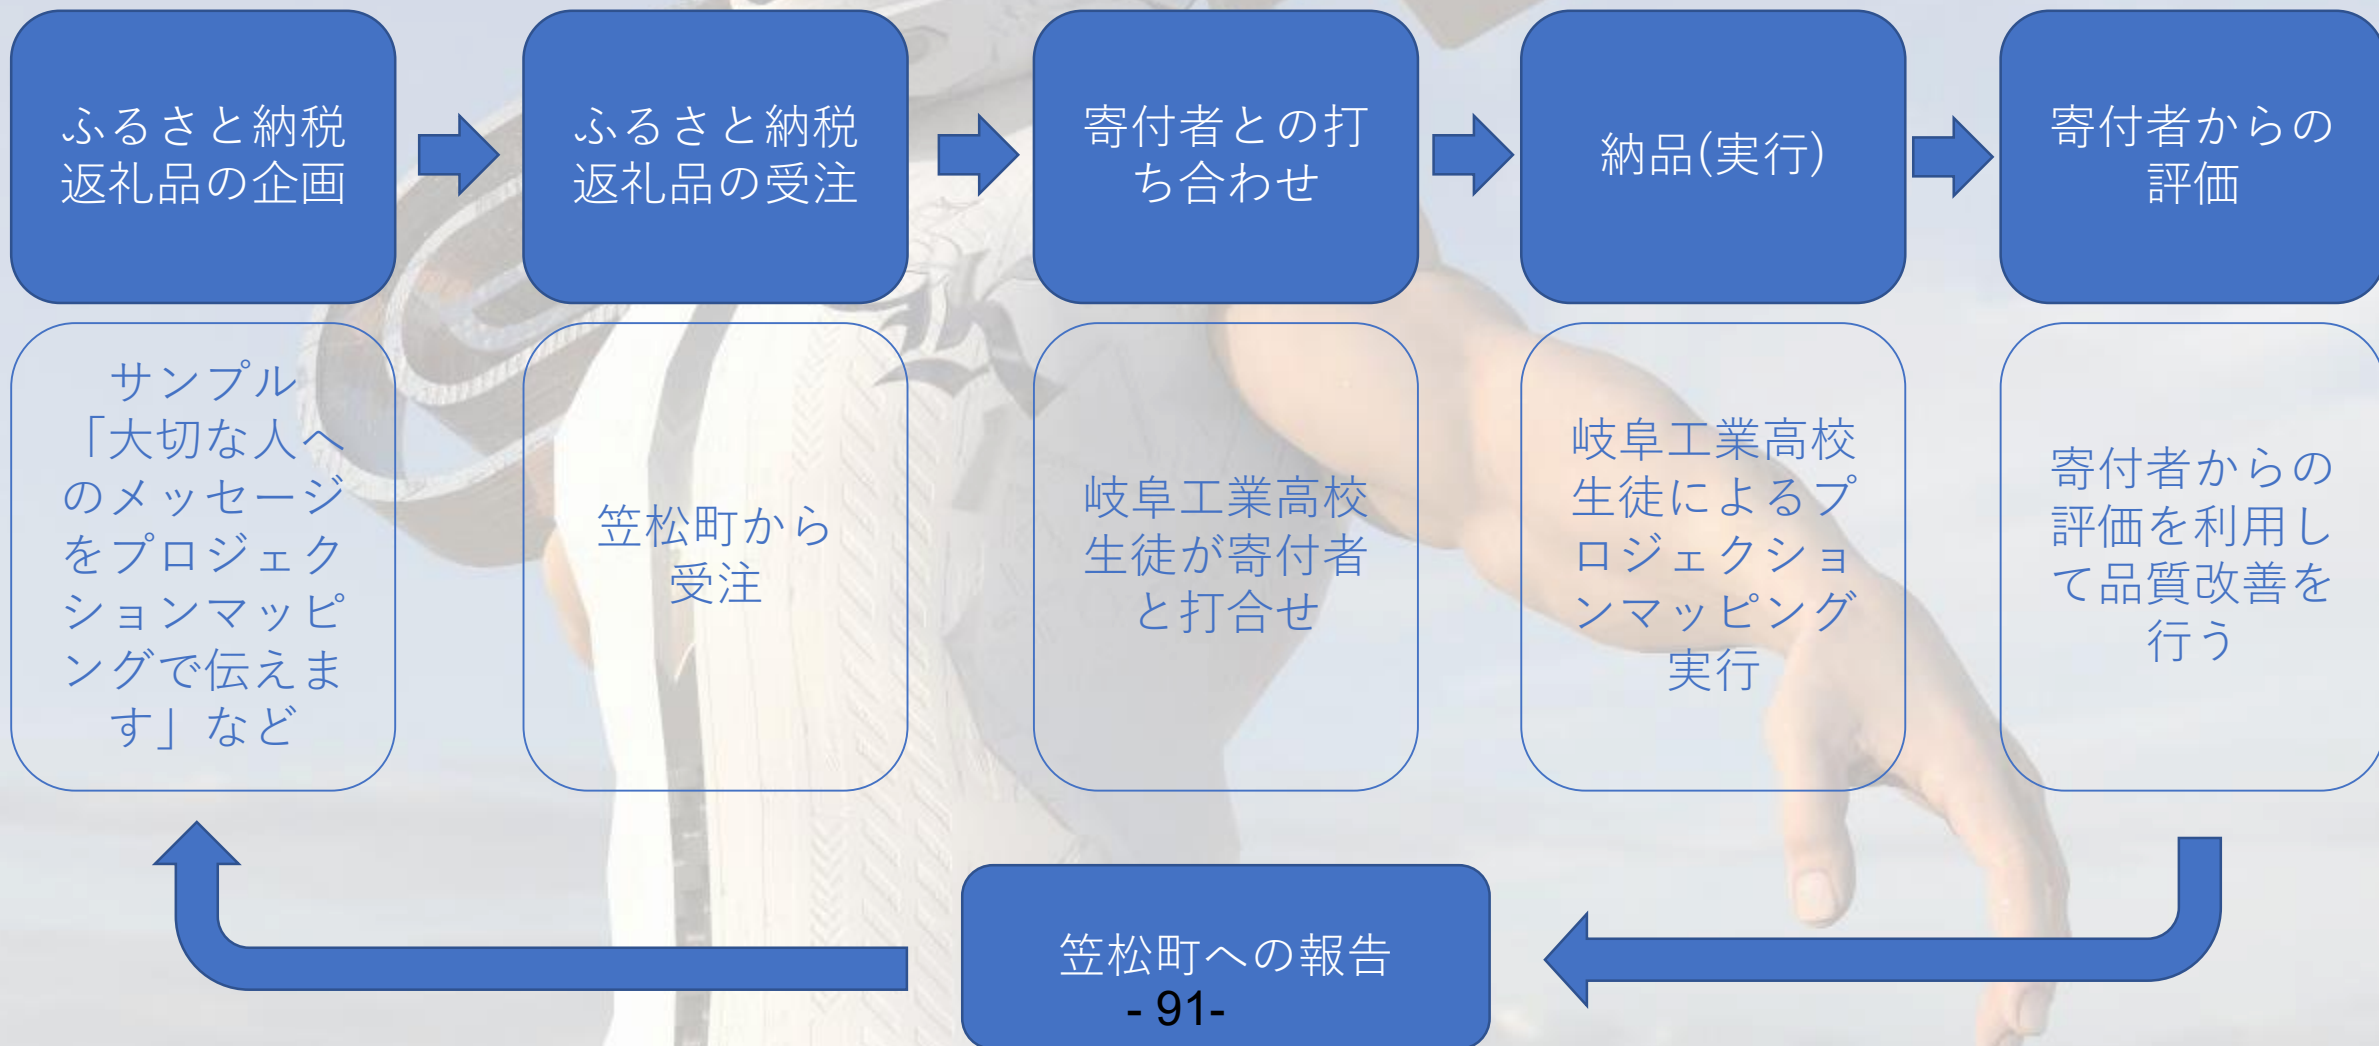 ふるさと納税
返礼品の企画
ふるさと納税
返礼品の受注
寄付者との打
ち合わせ
納品(実行)
寄付者からの
評価
サンプル
「大切な人へ
のメッセージ
をプロジェク
ションマッピ
ングで伝えま
す」など
笠松町から
受注
岐阜工業高校
生徒が寄付者
と打合せ
岐阜工業高校
生徒によるプ
ロジェクショ
ンマッピング
実行
寄付者からの
評価を利用し
て品質改善を
行う
笠松町への報告
- 91-